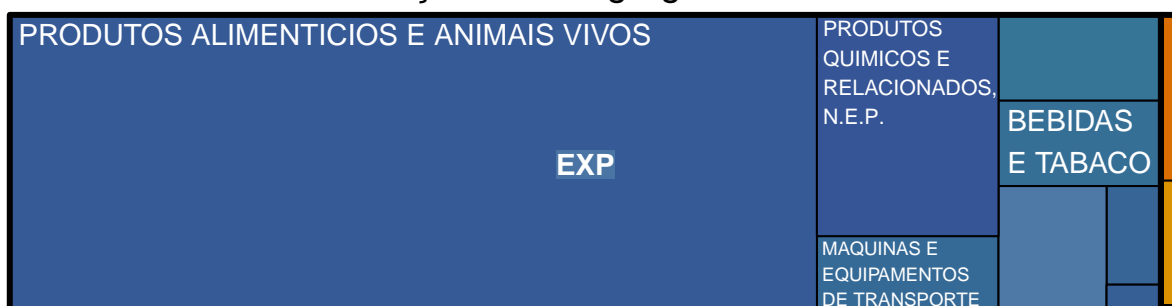 PRODUTOS ALIMENTICIOS E ANIMAIS VIVOS
EXP
PRODUTOS
QUIMICOS E
RELACIONADOS,
N.E.P.
MAQUINAS E
EQUIPAMENTOS
DE TRANSPORTE
BEBIDAS
E TABACO